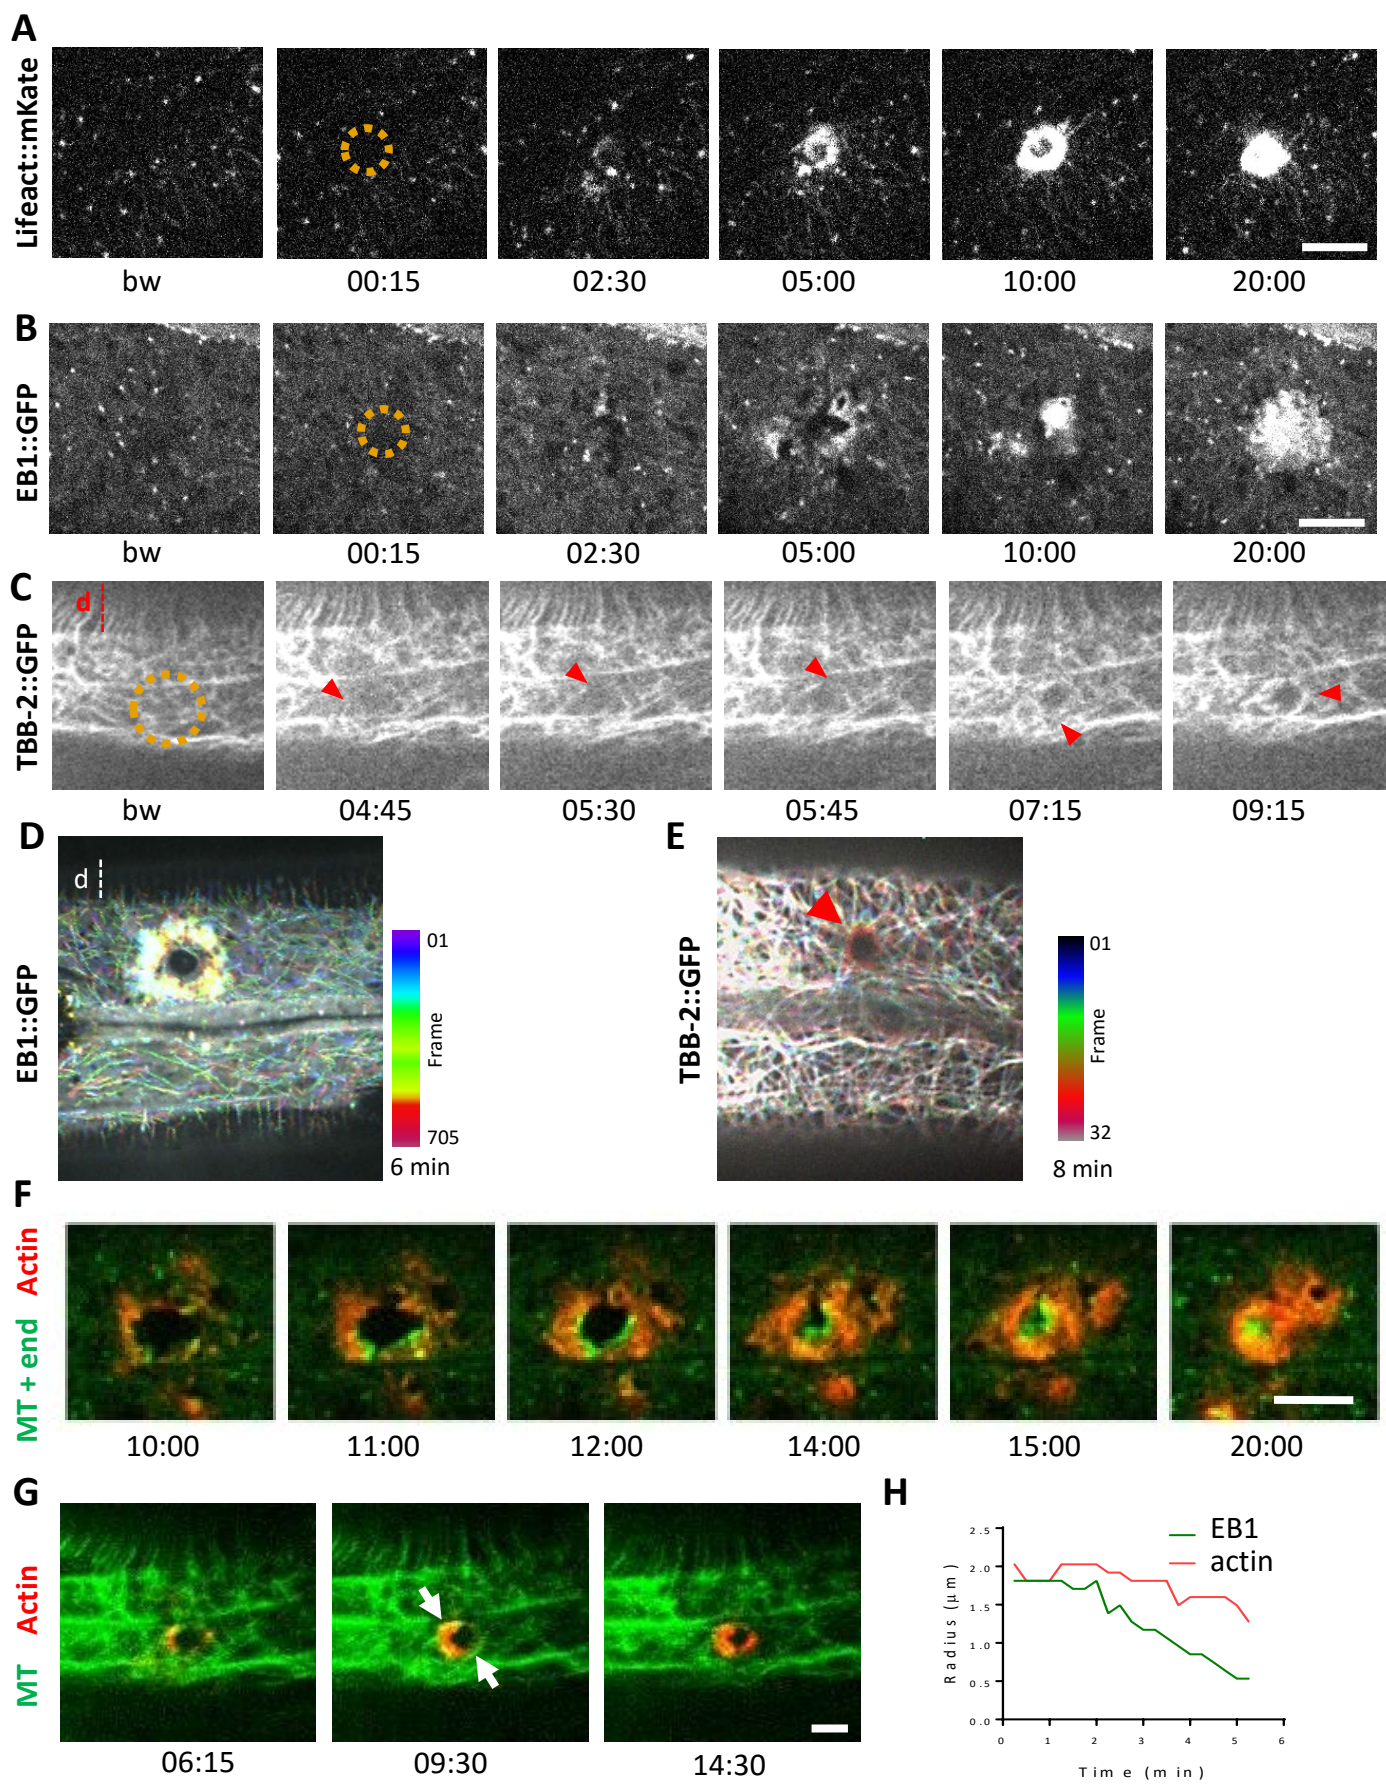 A
Lifeact::mKate
bw 00:15 02:30 05:00 10:00 20:00
B
EB1::GFP
bw 00:15 02:30 05:00 10:00 20:00
C
TBB-2::GFP
d
bw 04:45 05:30 05:45 07:15 09:15
D
EB1::GFP
d
01
Frame
705
6 min
E
TBB-2::GFP
01
Frame
32
8 min
F
MT + end Actin
10:00 11:00 12:00 14:00 15:00 20:00
G
MT Actin
06:15 09:30 14:30
H
EB1
actin
Radius (μm)
2.5
2.0
1.5
1.0
0.5
0.0
0 1 2 3 4 5 6
Time (min)